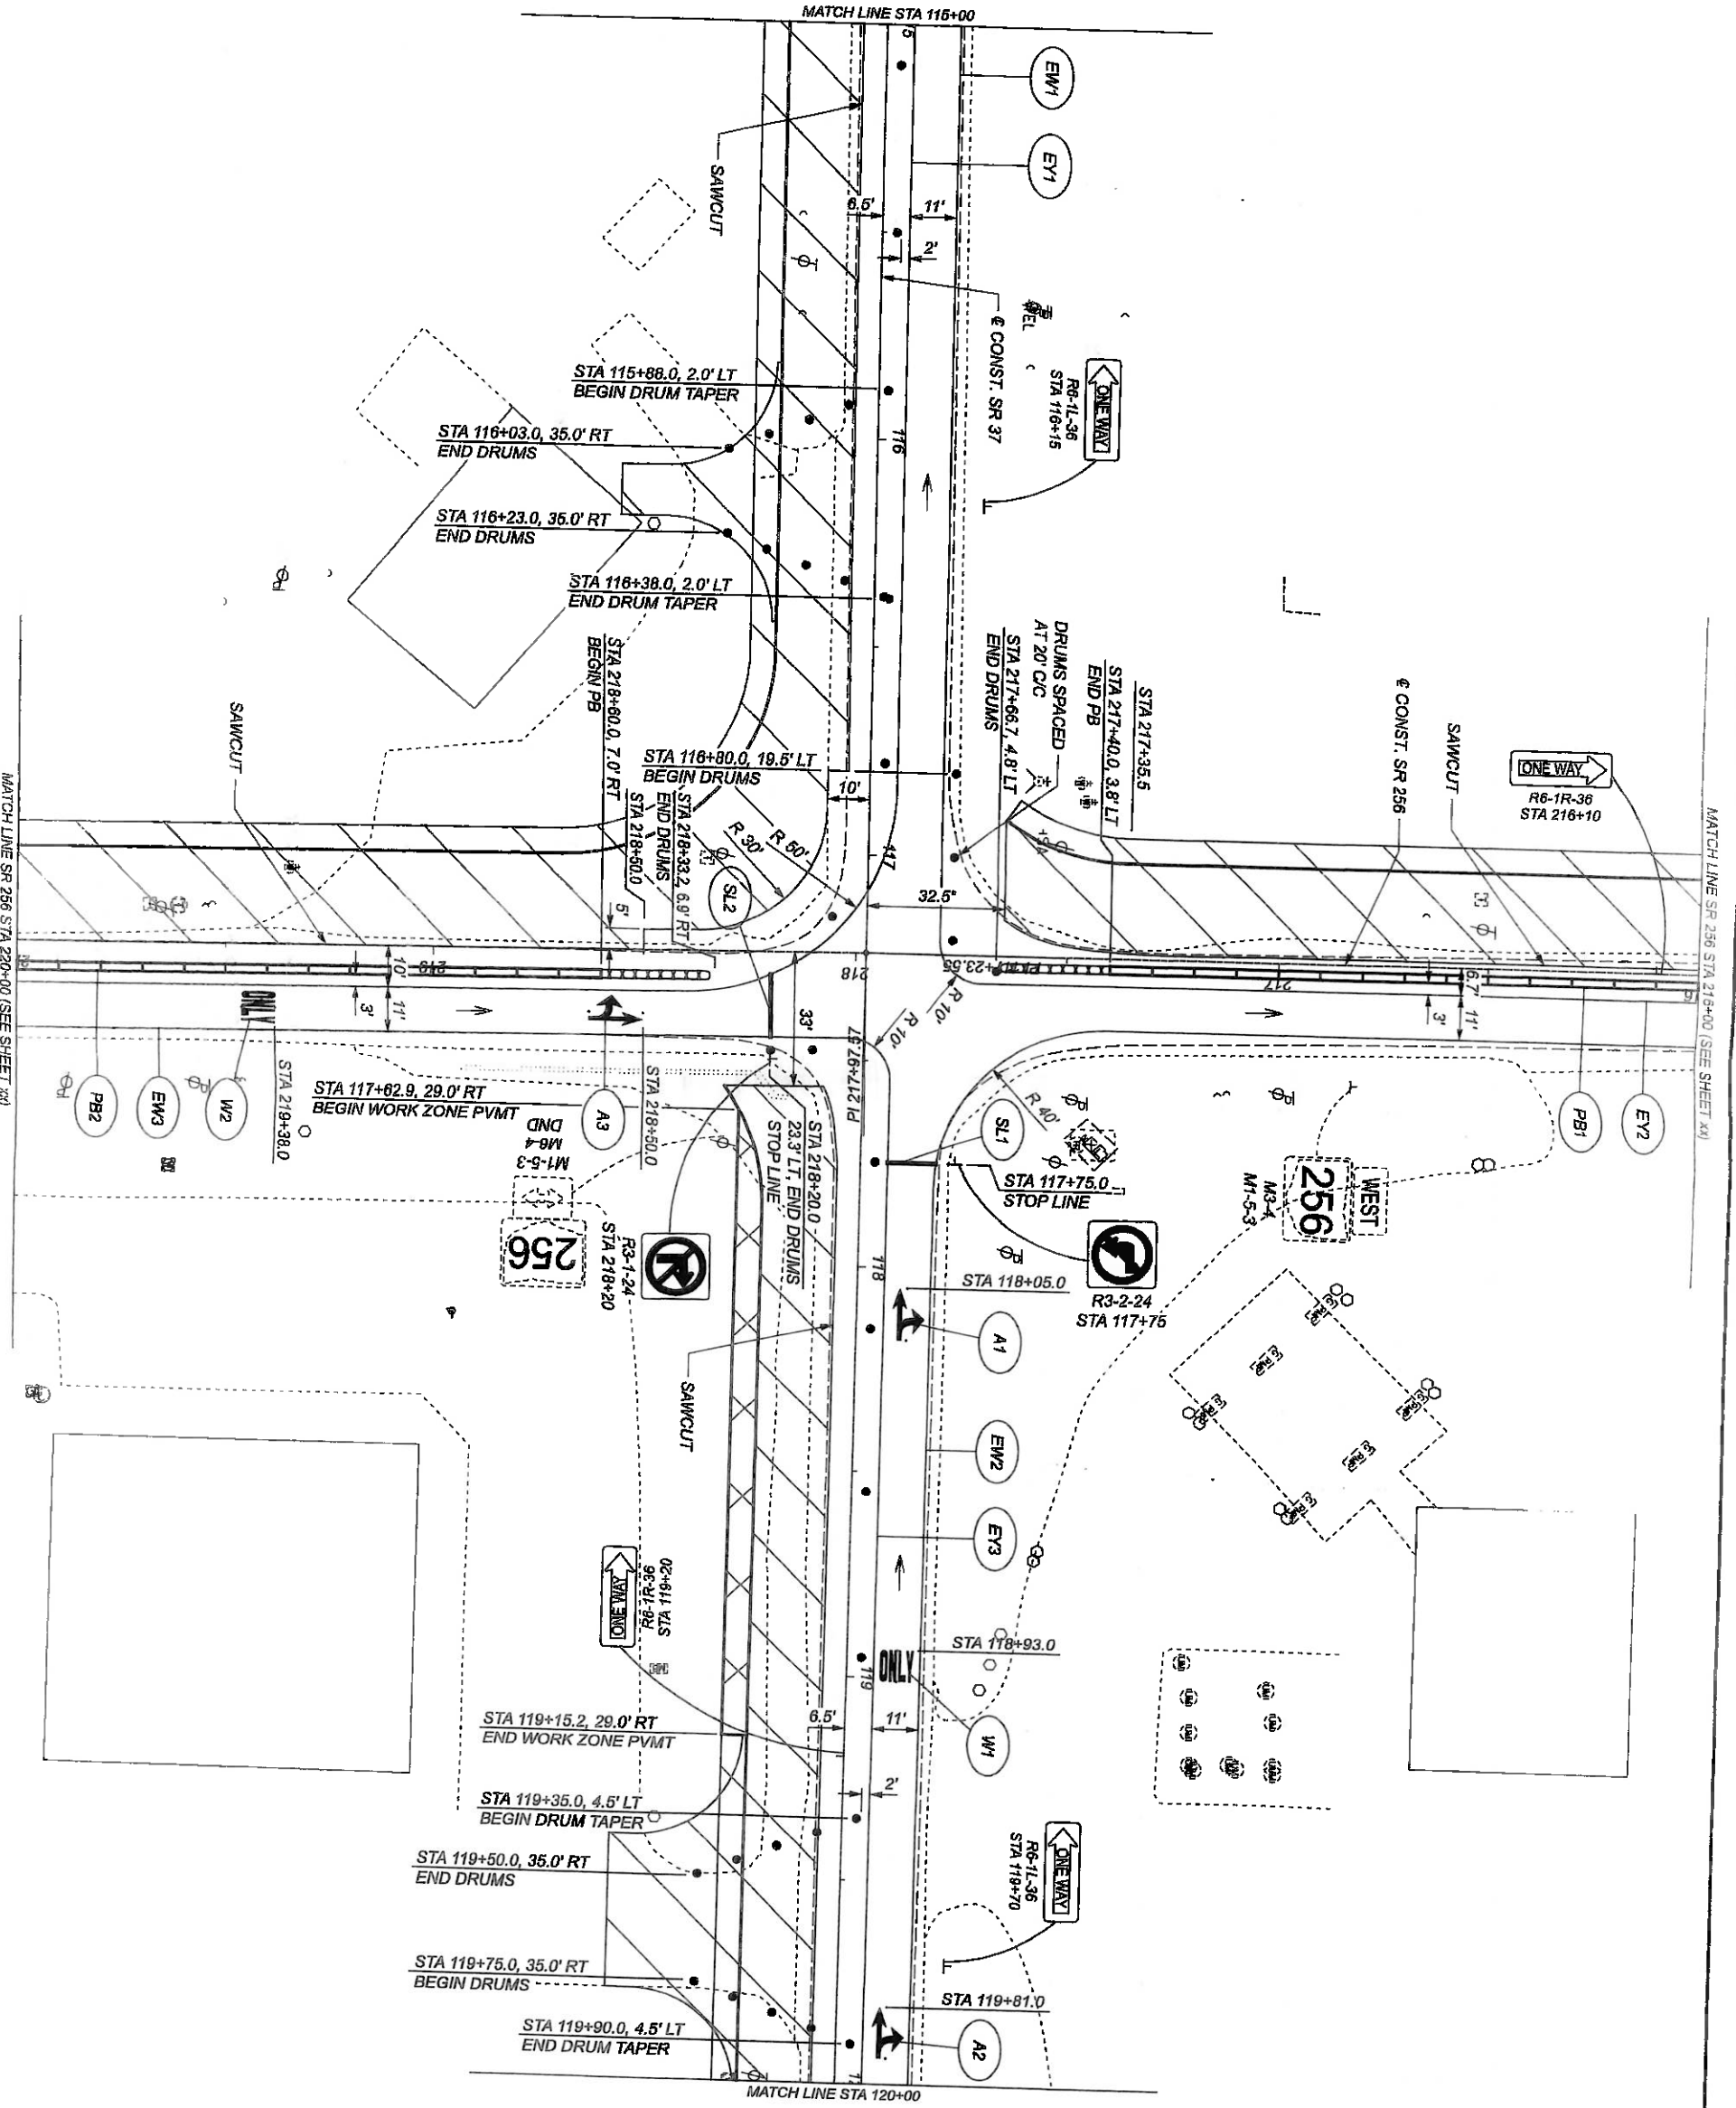 MATCH LINE STA 115+00
5
EW1
EY1
SAWCUT
6.5'
11'
2'
₢ CONST. SR 37
ONE WAY
R6-1L-36
STA 116+15
STA 115+88.0, 2.0' LT
BEGIN DRUM TAPER
116
STA 116+03.0, 35.0' RT
END DRUMS
STA 116+23.0, 35.0' RT
END DRUMS
STA 116+38.0, 2.0' LT
END DRUM TAPER
STA 218+60.0, 7.0' RT
BEGIN PB
DRUMS SPACED
AT 20' C/C
STA 217+66.7, 4.8' LT
END DRUMS
STA 217+40.0, 3.8' LT
END PB
STA 217+35.5
₢ CONST. SR 256
SAWCUT
ONE WAY
R6-1R-36
STA 216+10
MATCH LINE SR 256 STA 216+00 (SEE SHEET xx)
SAWCUT
STA 116+80.0, 19.5' LT
BEGIN DRUMS
10'
STA 218+33.2, 6.9' RT
END DRUMS
STA 218+50.0
R 30'
R 60'
117
SL2
32.5'
5'
MATCH LINE SR 256 STA 220+00 (SEE SHEET xx)
10'
11'
3'
219
218
217
6.7'
11'
3'
R 10'
R 10'
33'
ONLY
PI 217+97.57
STA 219+38.0
STA 218+50.0
PB2
EW3
W2
A3
STA 117+62.9, 29.0' RT
BEGIN WORK ZONE PVMT
M1-5-3
M6-4
DND
256
R3-1-24
STA 218+20
STA 218+20.0
23.3' LT, END DRUMS
STOP LINE
R 40'
SL1
STA 117+75.0
STOP LINE
PB1
EY2
WEST
256
M3-4
M1-5-3
R3-2-24
STA 117+75
118
STA 118+05.0
A1
SAWCUT
EW2
EY3
ONE WAY
R6-1R-36
STA 119+20
STA 118+93.0
ONLY
119
W1
6.5'
11'
2'
STA 119+15.2, 29.0' RT
END WORK ZONE PVMT
STA 119+35.0, 4.5' LT
BEGIN DRUM TAPER
ONE WAY
R6-1L-36
STA 119+70
STA 119+50.0, 35.0' RT
END DRUMS
STA 119+75.0, 35.0' RT
BEGIN DRUMS
STA 119+81.0
A2
STA 119+90.0, 4.5' LT
END DRUM TAPER
MATCH LINE STA 120+00